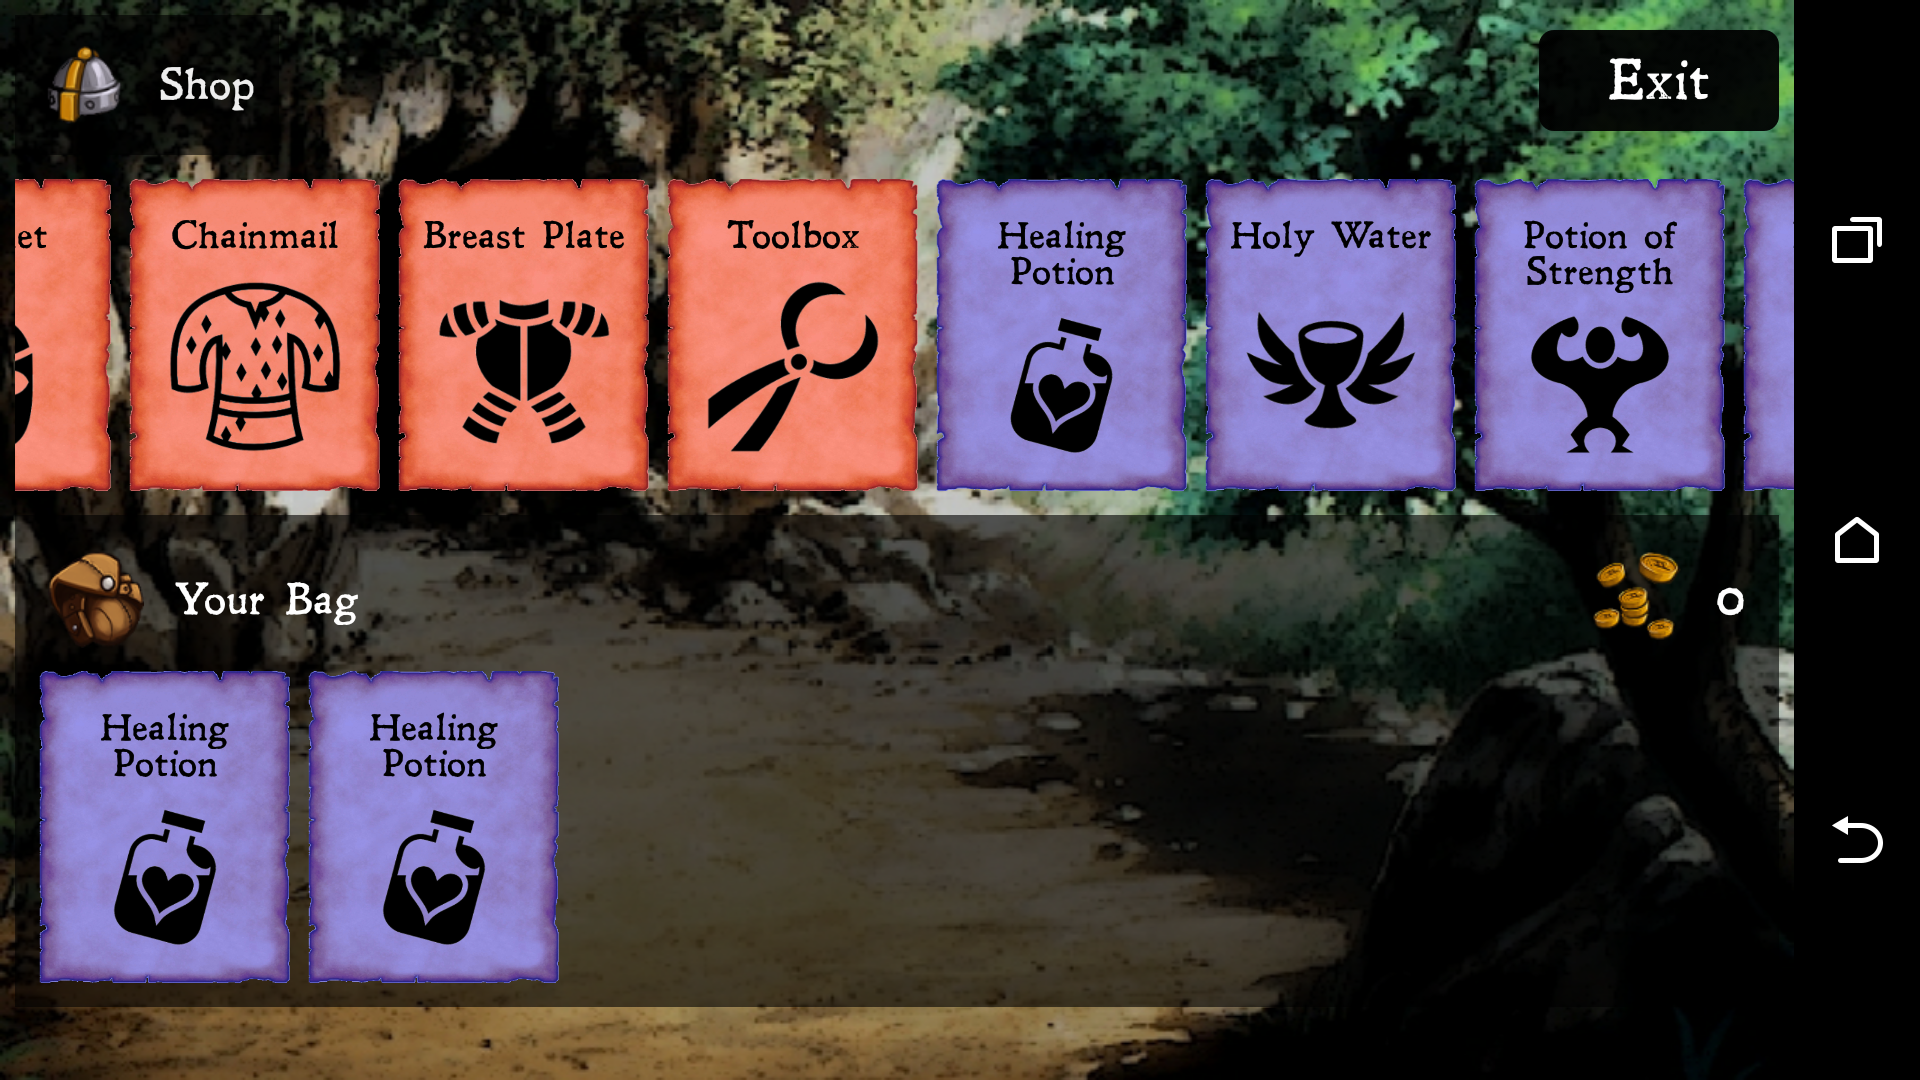 Shop
Exit
et
Chainmail
Breast Plate
Toolbox
Healing
Potion
Holy Water
Potion of
Strength
Your Bag
0
Healing
Potion
Healing
Potion